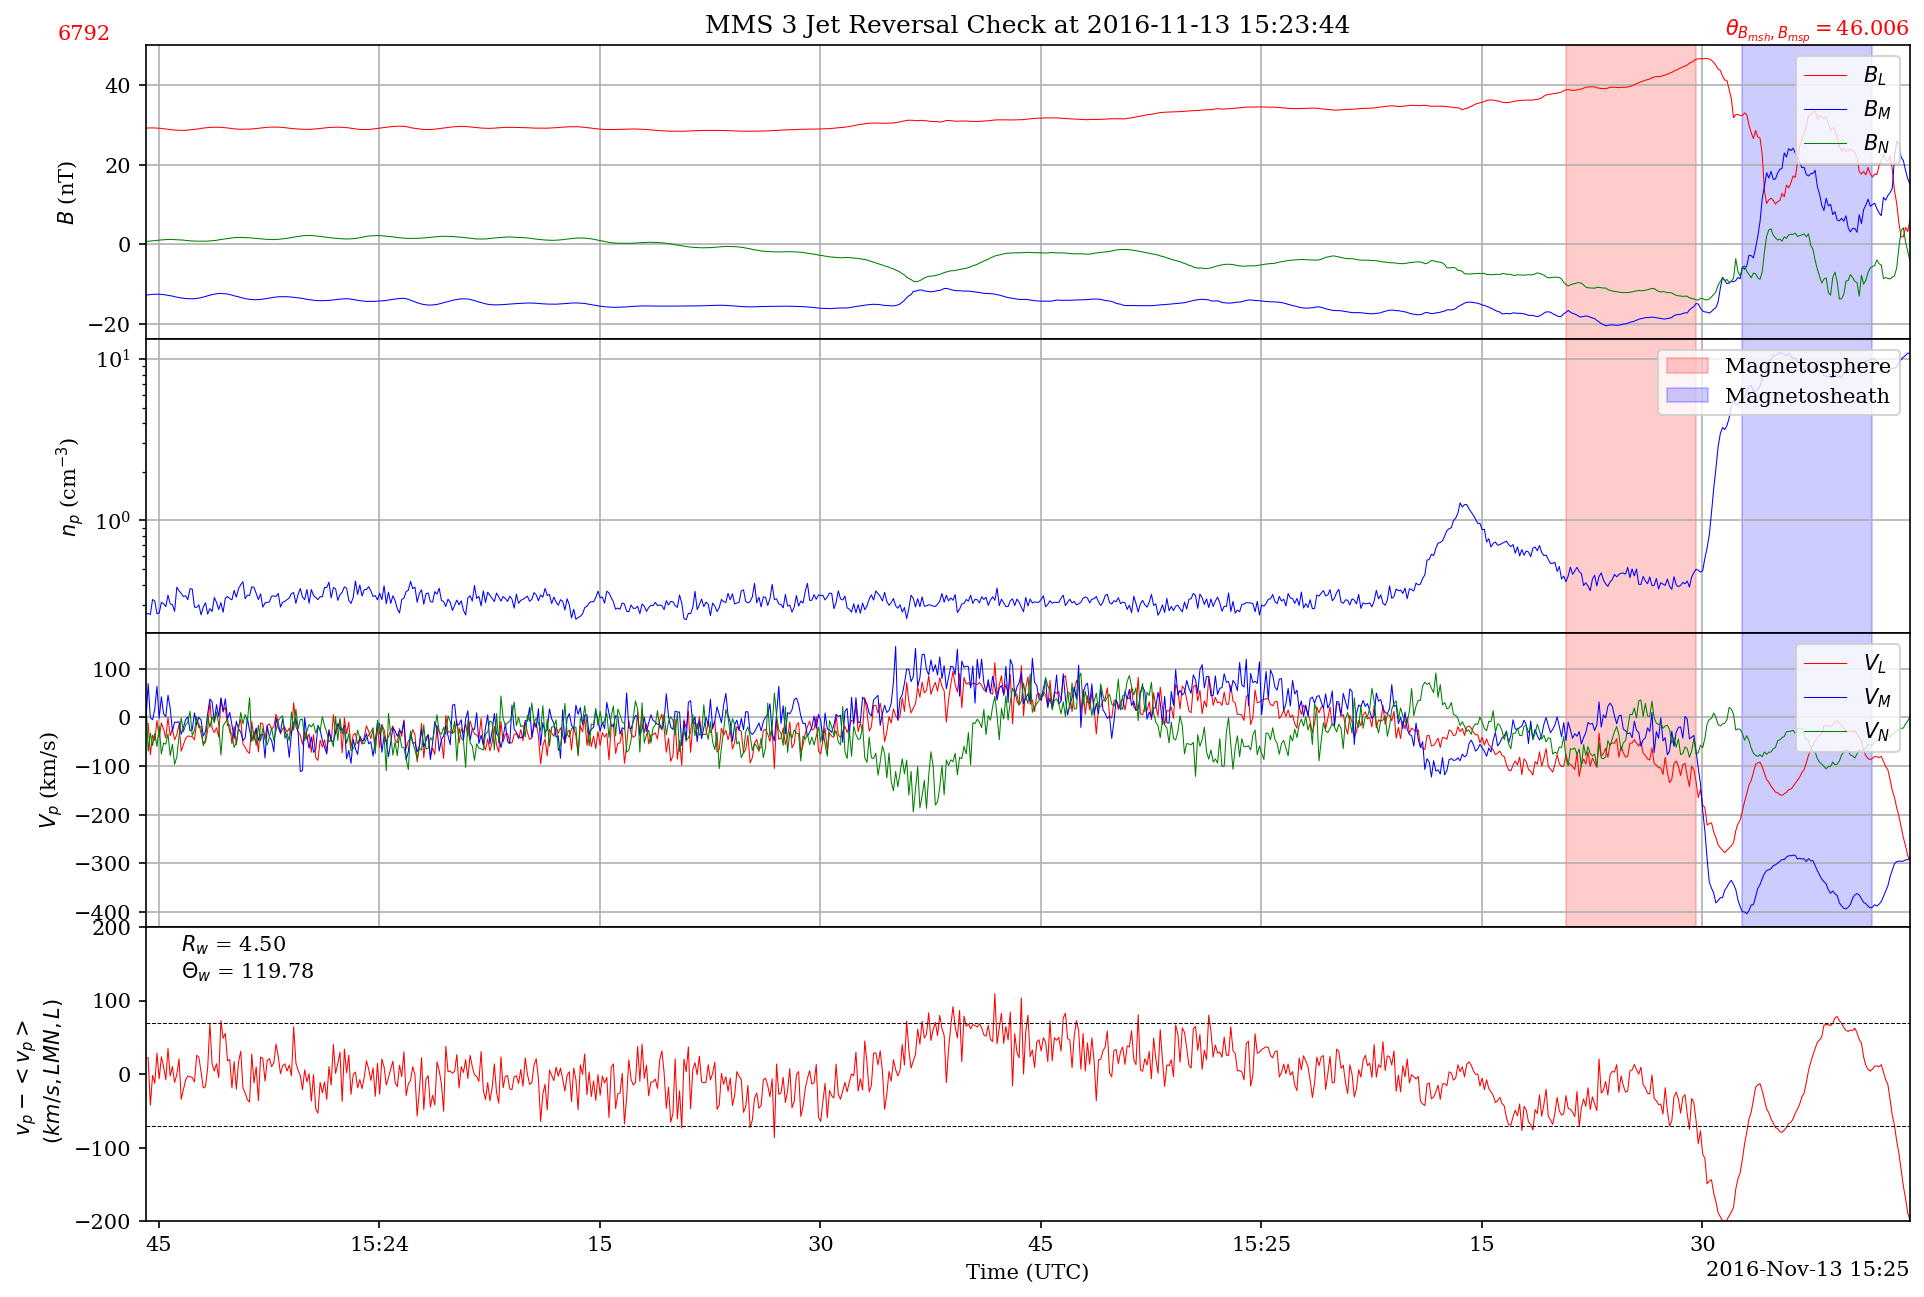 MMS 3 Jet Reversal Check at 2016-11-13 15:23:44
6792
θ_{B_{msh}, B_{msp}} = 46.006
40
20
0
−20
B (nT)
B_L
B_M
B_N
10^1
10^0
n_p (cm^{−3})
Magnetosphere
Magnetosheath
100
0
−100
−200
−300
−400
V_p (km/s)
V_L
V_M
V_N
200
100
0
−100
−200
v_p − < v_p >
(km/s, LMN, L)
R_w = 4.50
Θ_w = 119.78
45 15:24 15 30 45 15:25 15 30
Time (UTC)
2016-Nov-13 15:25